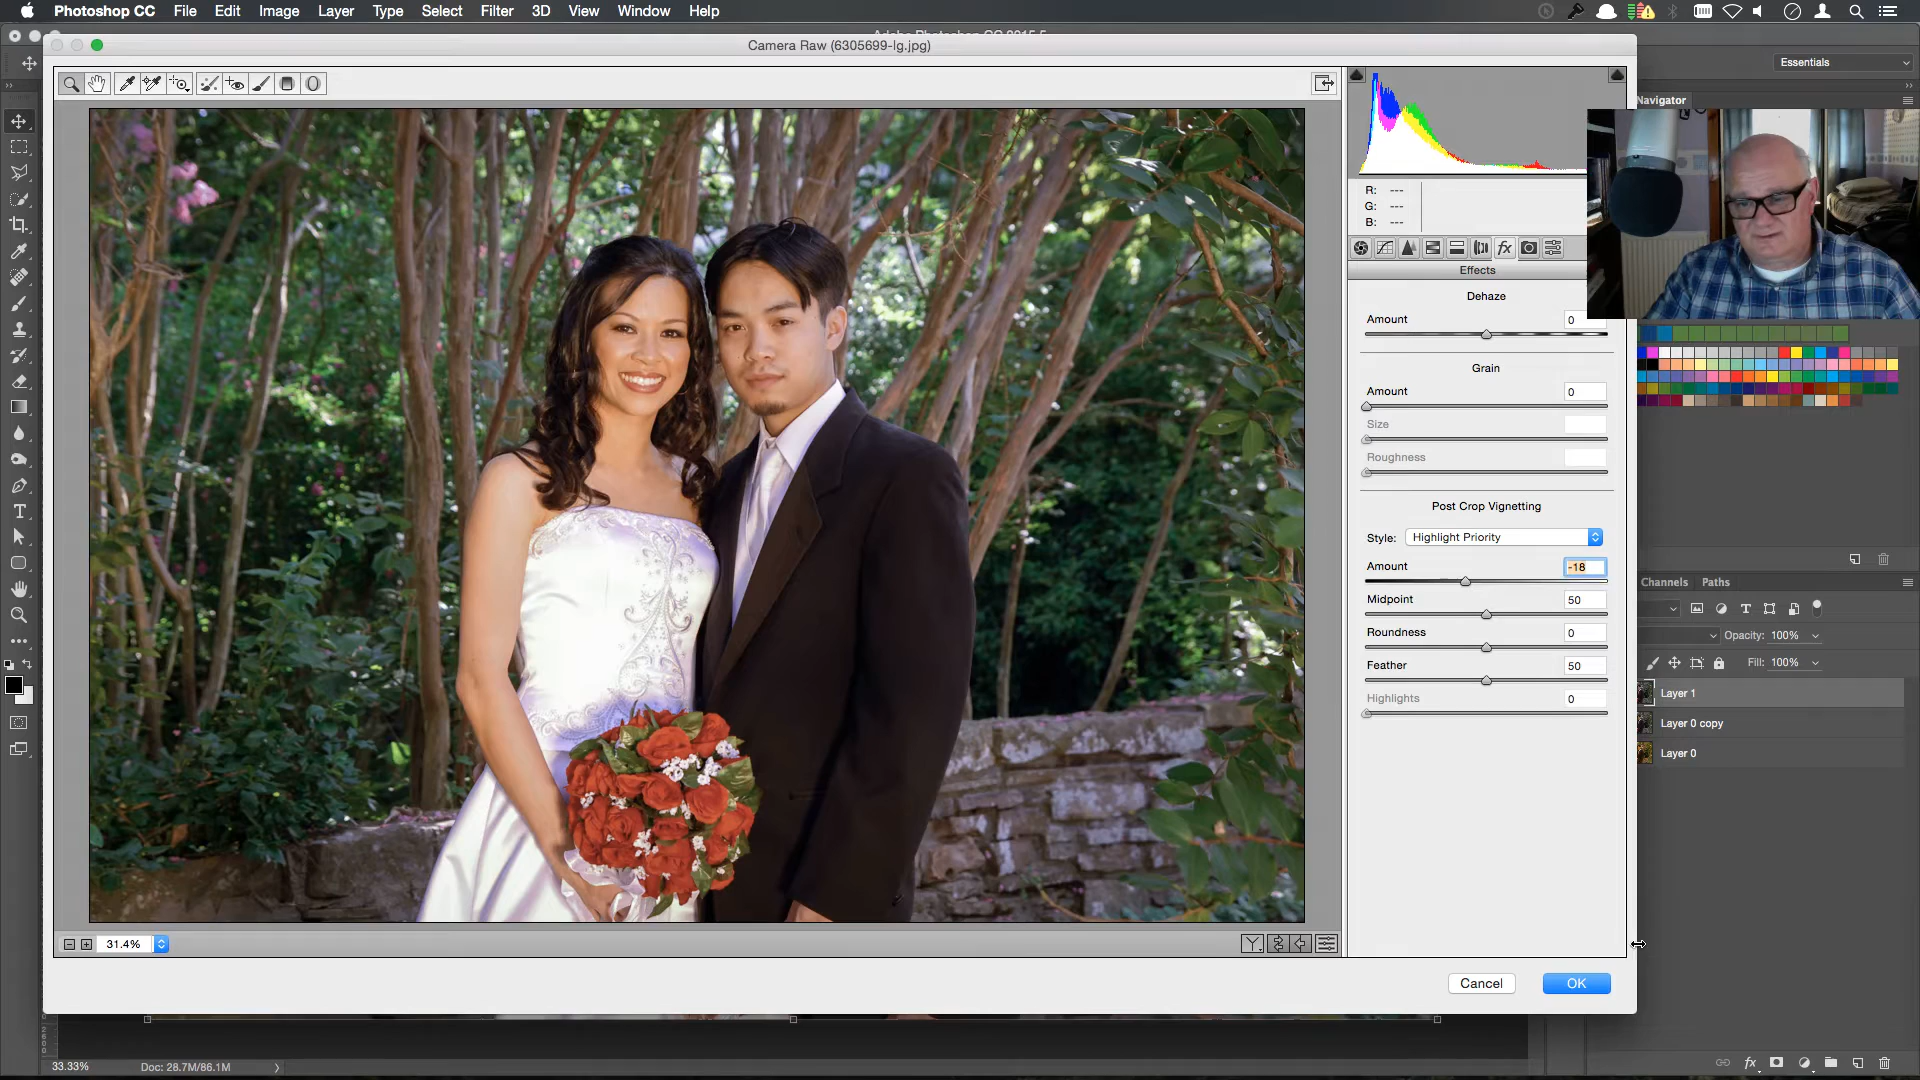 Photoshop CC File Edit Image Layer Type Select Filter 3D View Window Help
Camera Raw (6305699-lg.jpg)
Essentials
Navigator
R: ---
G: ---
B: ---
fx
Effects
Dehaze
Amount 0
Grain
Amount 0
Size
Roughness
Post Crop Vignetting
Style: Highlight Priority
Amount -18
Midpoint 50
Roundness 0
Feather 50
Highlights 0
Channels Paths
Opacity: 100%
Fill: 100%
Layer 1
Layer 0 copy
Layer 0
31.4%
Y
Cancel OK
33.33% Doc: 28.7M/86.1M
fx